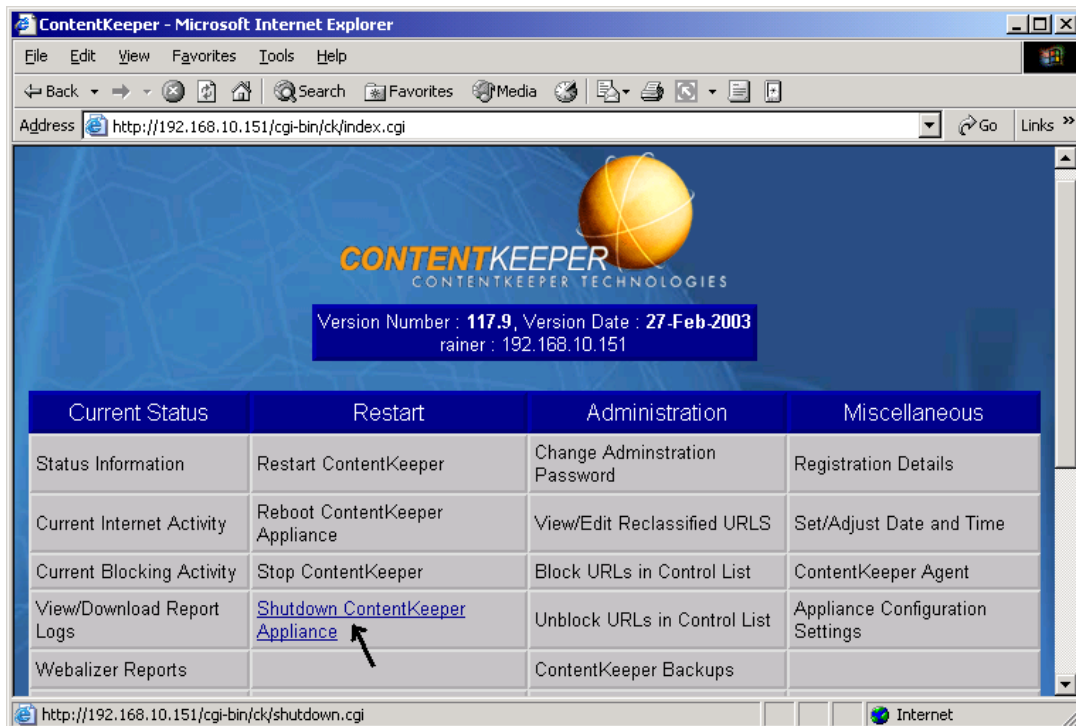 ContentKeeper - Microsoft Internet Explorer
File Edit View Favorites Tools Help
Back Search Favorites Media
Address http://192.168.10.151/cgi-bin/ck/index.cgi Go Links »
CONTENTKEEPER
CONTENTKEEPER TECHNOLOGIES
Version Number : 117.9, Version Date : 27-Feb-2003
rainer : 192.168.10.151
Current Status Restart Administration Miscellaneous
Status Information
Restart ContentKeeper
Change Adminstration
Password
Registration Details
Current Internet Activity
Reboot ContentKeeper
Appliance
View/Edit Reclassified URLS
Set/Adjust Date and Time
Current Blocking Activity
Stop ContentKeeper
Block URLs in Control List
ContentKeeper Agent
View/Download Report
Logs
Shutdown ContentKeeper
Appliance
Unblock URLs in Control List
Appliance Configuration
Settings
Webalizer Reports
ContentKeeper Backups
http://192.168.10.151/cgi-bin/ck/shutdown.cgi Internet